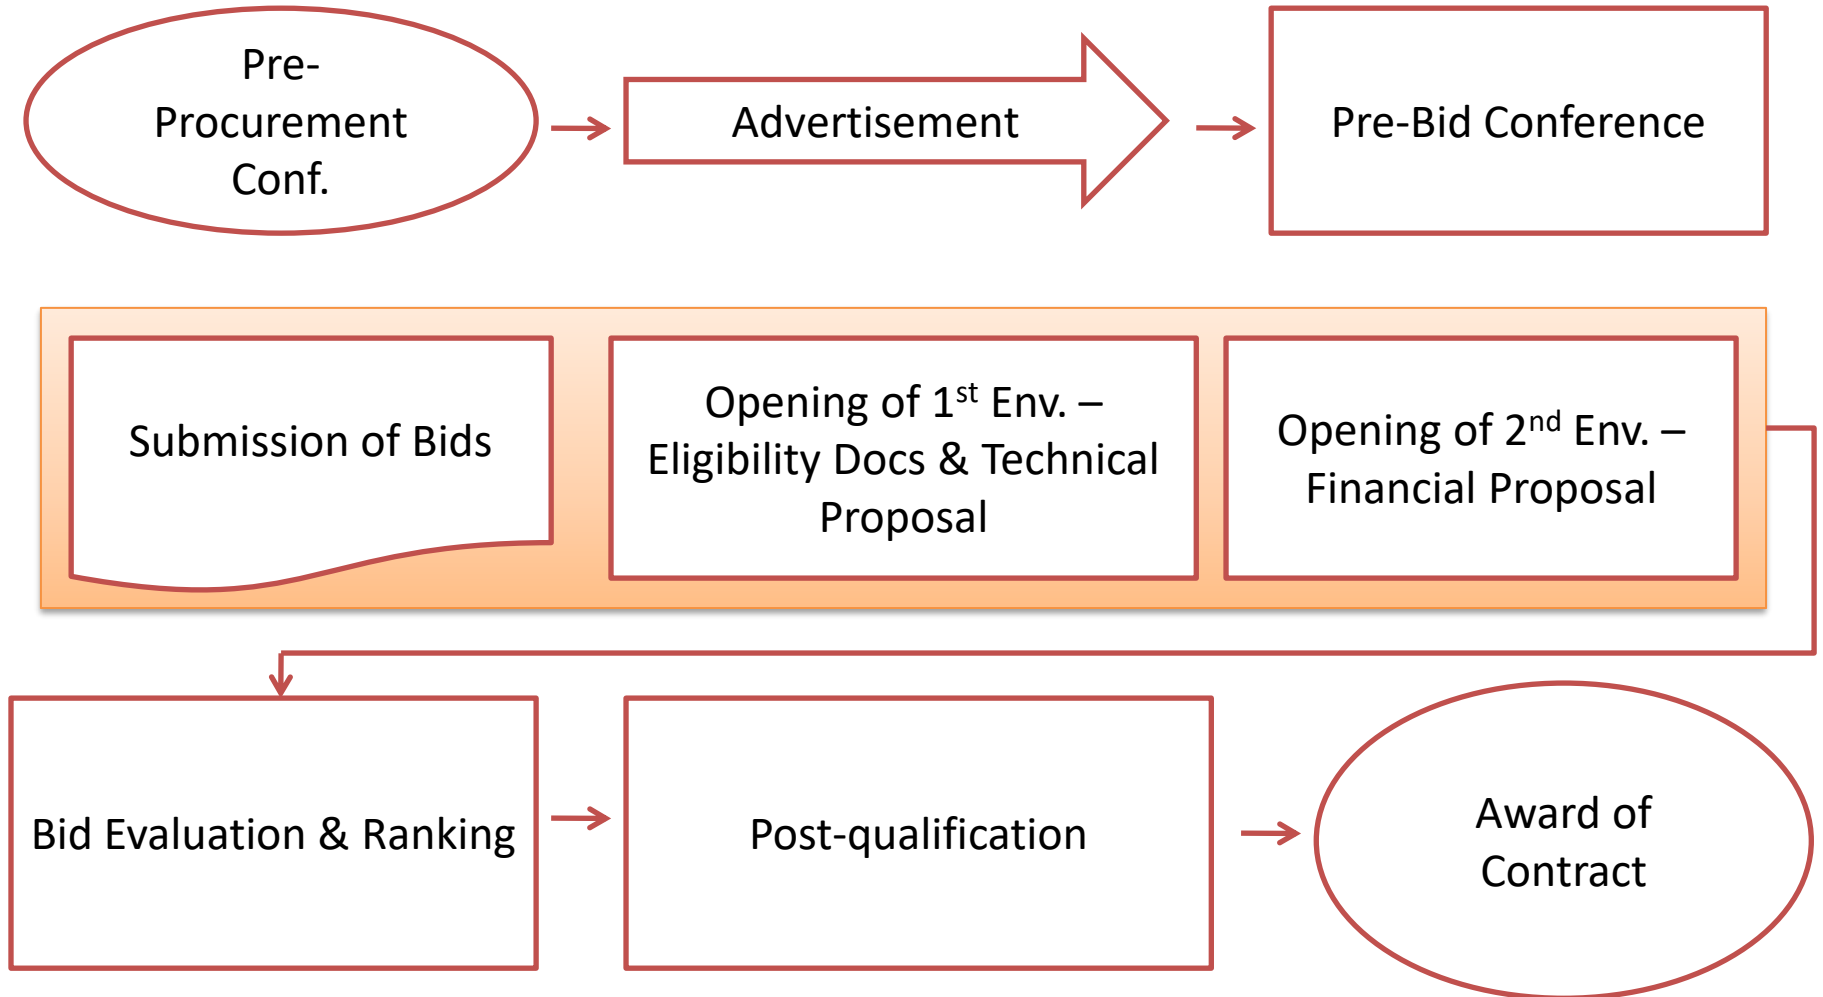 Pre-
Procurement
Conf.
Advertisement
Pre-Bid Conference
Submission of Bids
Opening of 1st Env. –
Eligibility Docs & Technical
Proposal
Opening of 2nd Env. –
Financial Proposal
Bid Evaluation & Ranking
Post-qualification
Award of
Contract